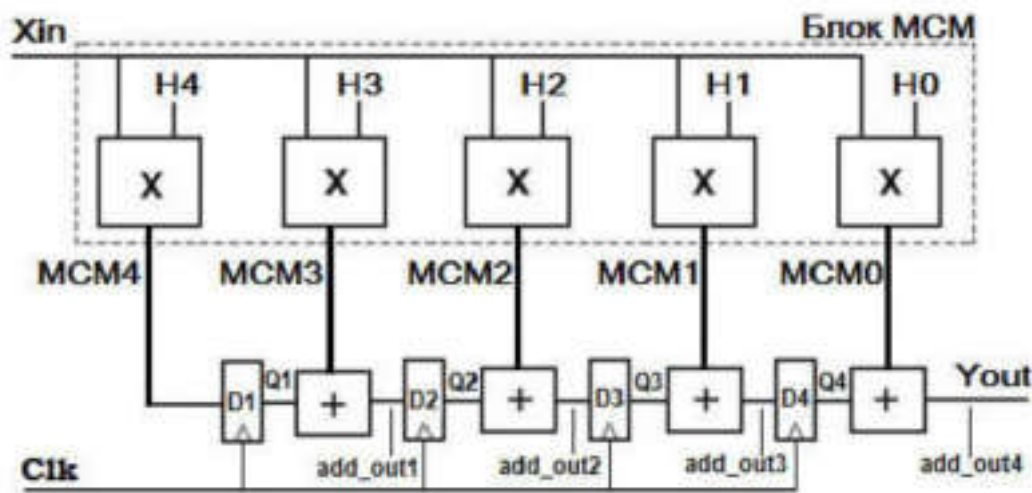 Xin
Блок MCM
H4 H3 H2 H1 H0
X X X X X
MCM4 MCM3 MCM2 MCM1 MCM0
D1 Q1 + D2 Q2 + D3 Q3 + D4 Q4 + Yout
Clk
add_out1 add_out2 add_out3 add_out4